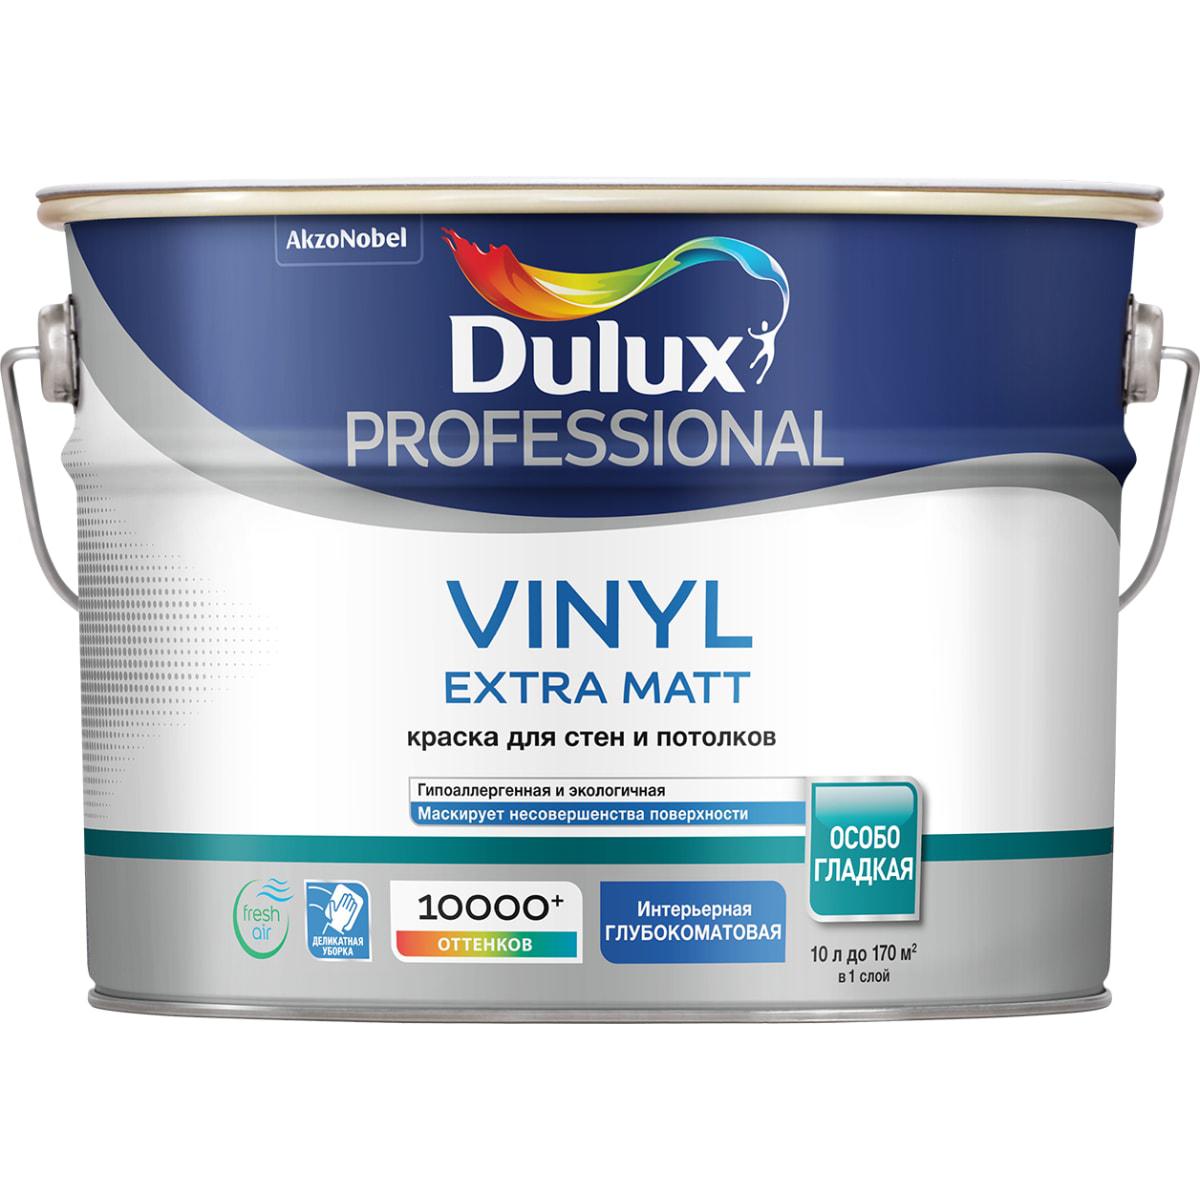 AkzoNobel
Dulux
PROFESSIONAL
VINYL
EXTRA MATT
краска для стен и потолков
Гипоаллергенная и экологичная
Маскирует несовершенства поверхности
ОСОБО
ГЛАДКАЯ
fresh
air
ДЕЛИКАТНАЯ
УБОРКА
10000+
ОТТЕНКОВ
Интерьерная
ГЛУБОКОМАТОВАЯ
10 л до 170 м²
в 1 слой